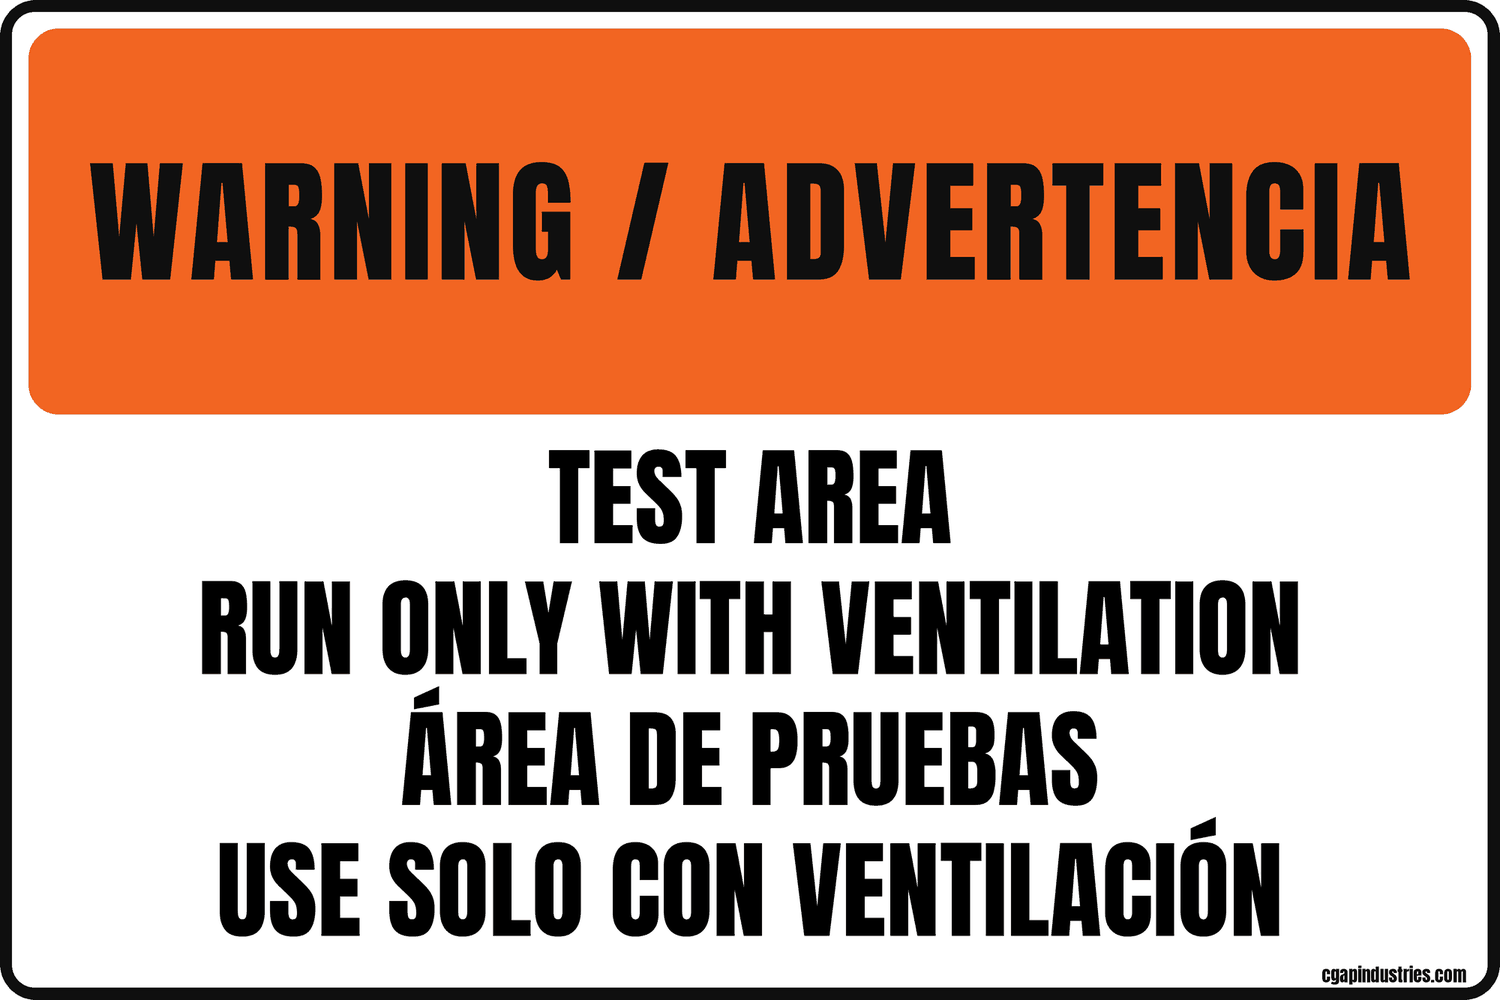 WARNING / ADVERTENCIA
TEST AREA
RUN ONLY WITH VENTILATION
ÁREA DE PRUEBAS
USE SOLO CON VENTILACIÓN
cgapindustries.com